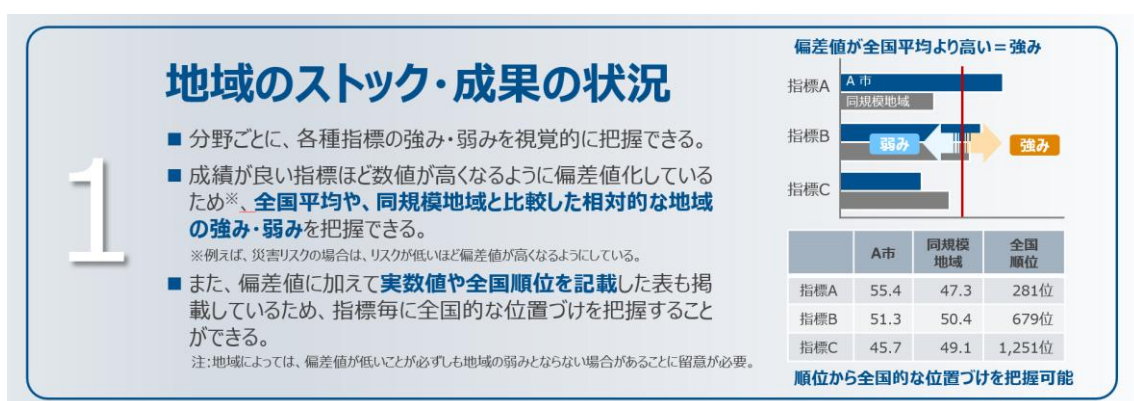 1
地域のストック・成果の状況
■ 分野ごとに、各種指標の強み・弱みを視覚的に把握できる。
■ 成績が良い指標ほど数値が高くなるように偏差値化している
ため※、全国平均や、同規模地域と比較した相対的な地域
の強み・弱みを把握できる。
※例えば、災害リスクの場合は、リスクが低いほど偏差値が高くなるようにしている。
■ また、偏差値に加えて実数値や全国順位を記載した表も掲
載しているため、指標毎に全国的な位置づけを把握すること
ができる。
注:地域によっては、偏差値が低いことが必ずしも地域の弱みとならない場合があることに留意が必要。
偏差値が全国平均より高い=強み
指標A
A市
同規模地域
指標B
弱み
強み
指標C
A市 同規模地域 全国順位
指標A 55.4 47.3 281位
指標B 51.3 50.4 679位
指標C 45.7 49.1 1,251位
順位から全国的な位置づけを把握可能